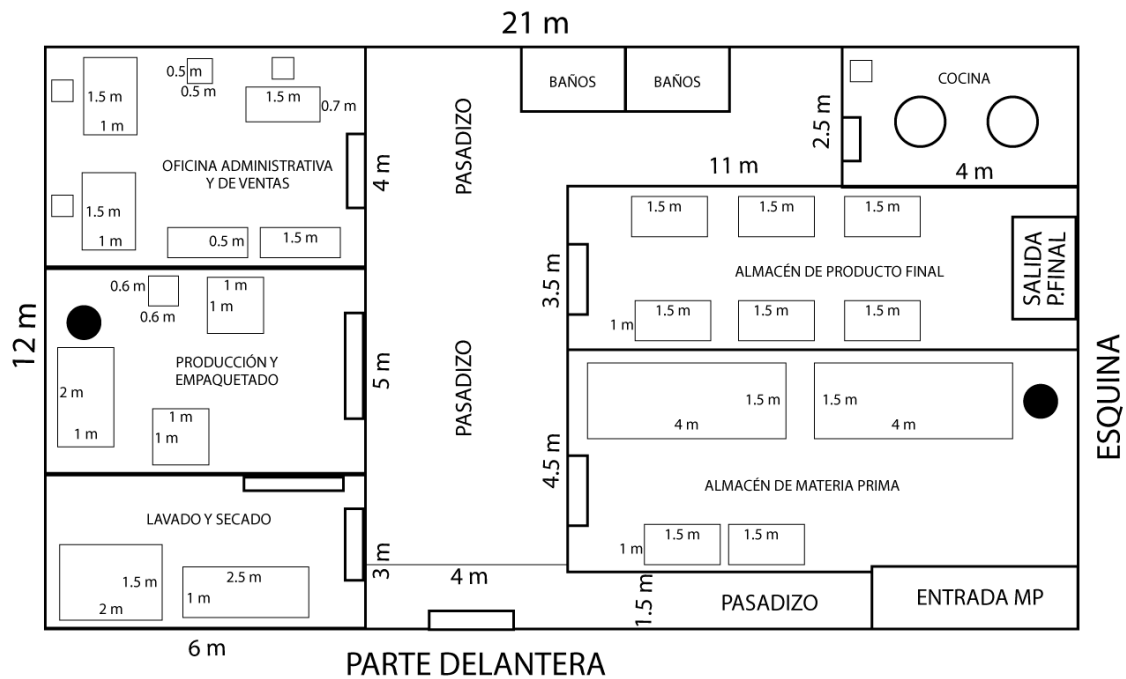 21 m
1.5 m
1 m
0.5 m
0.5 m
1.5 m
0.7 m
OFICINA ADMINISTRATIVA
Y DE VENTAS
1.5 m
1 m
0.5 m
1.5 m
4 m
PASADIZO
BAÑOS
BAÑOS
COCINA
2.5 m
4 m
11 m
1.5 m
1.5 m
1.5 m
ALMACÉN DE PRODUCTO FINAL
3.5 m
1 m
1.5 m
1.5 m
1.5 m
SALIDA
P.FINAL
12 m
0.6 m
0.6 m
1 m
1 m
PRODUCCIÓN Y
EMPAQUETADO
2 m
1 m
1 m
1 m
5 m
PASADIZO
1.5 m
4 m
1.5 m
4 m
ESQUINA
4.5 m
ALMACÉN DE MATERIA PRIMA
1 m
1.5 m
1.5 m
LAVADO Y SECADO
1.5 m
2 m
2.5 m
1 m
3 m
4 m
1.5 m
PASADIZO
ENTRADA MP
6 m
PARTE DELANTERA